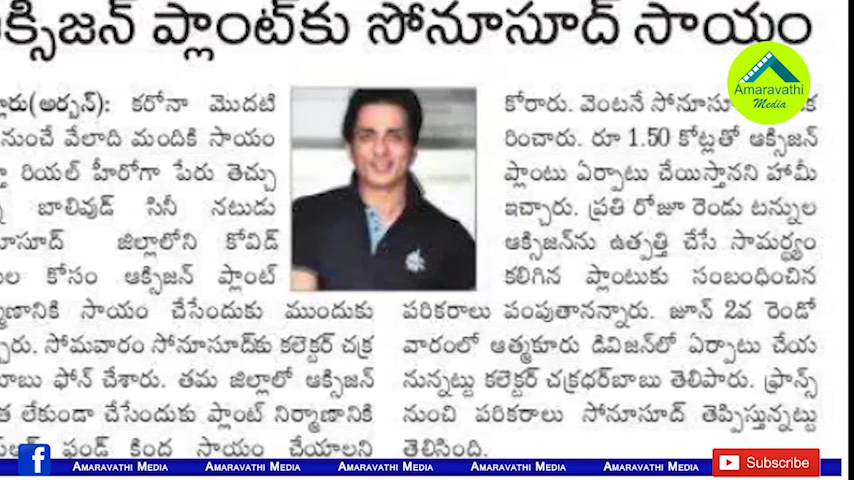 ఆక్సిజన్ ప్లాంట్‌కు సోనూసూద్ సాయం
(అర్బన్): కరోనా మొదటి
నుంచే వేలాది మందికి సాయం
రియల్ హీరోగా పేరు తెచ్చు
బాలీవుడ్ సినీ నటుడు
జిల్లాలోని కోవిడ్
కోసం ఆక్సిజన్ ప్లాంట్
సాయం చేసేందుకు ముందుకు
సోమవారం సోనూసూద్‌కు కలెక్టర్ చక్ర
ఫోన్ చేశారు. తమ జిల్లాలో ఆక్సిజన్
లేకుండా చేసేందుకు ప్లాంట్ నిర్మాణానికి
ఫండ్ కింద సాయం చేయాలని
కోరారు. వెంటనే
రించారు. రూ 1.50 కోట్లతో ఆక్సిజన్
ప్లాంటు ఏర్పాటు చేయిస్తానని హామీ
ఇచ్చారు. ప్రతి రోజూ రెండు టన్నుల
ఆక్సిజన్‌ను ఉత్పత్తి చేసే సామర్థ్యం
కలిగిన ప్లాంటుకు సంబంధించిన
పరికరాలు పంపుతానన్నారు. జూన్ 2వ రెండో
వారంలో ఆత్మకూరు డివిజన్‌లో ఏర్పాటు చేయ
నున్నట్టు కలెక్టర్ చక్రధర్‌బాబు తెలిపారు. ఫ్రాన్స్
నుంచి పరికరాలు సోనూసూద్ తెప్పిస్తున్నట్టు
తెలిసింది.
Amaravathi
Media
f AMARAVATHI MEDIA AMARAVATHI MEDIA AMARAVATHI MEDIA AMARAVATHI MEDIA AMARAVATHI MEDIA Subscribe